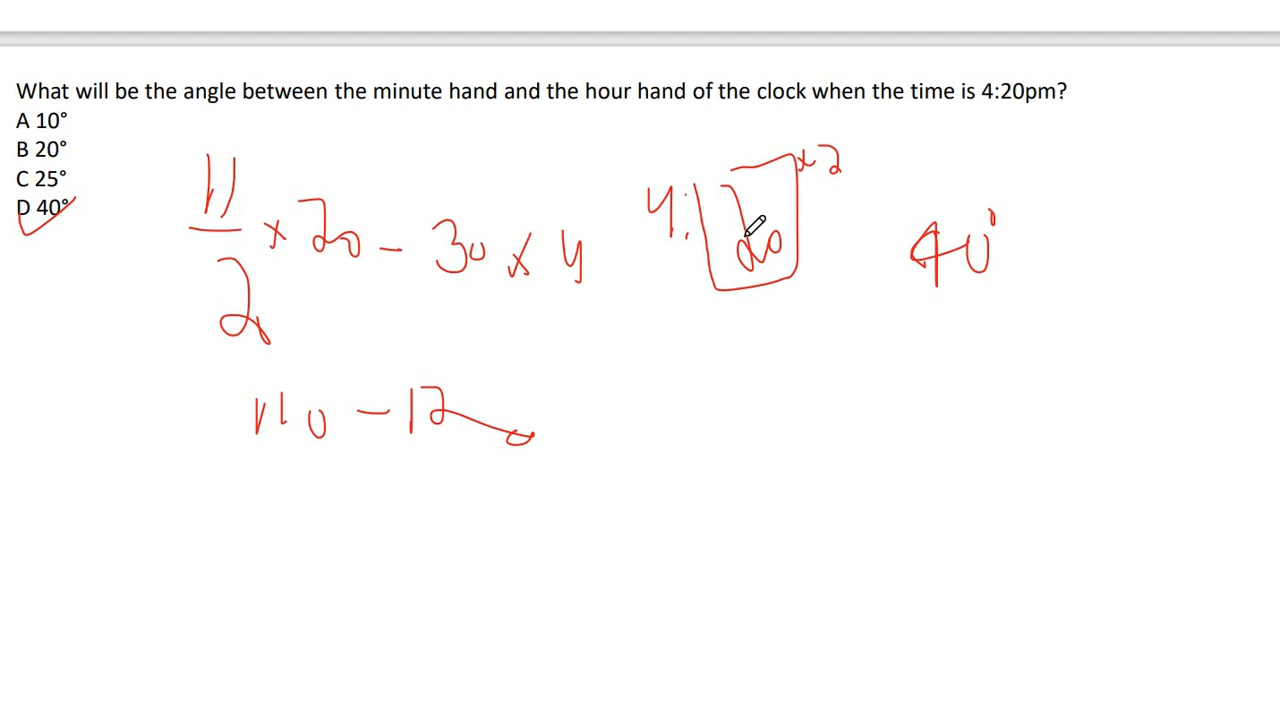 What will be the angle between the minute hand and the hour hand of the clock when the time is 4:20pm?
A 10°
B 20°
C 25°
D 40°
11/2 × 20 - 30 × 4
4:20 ×2
40°
110 - 120